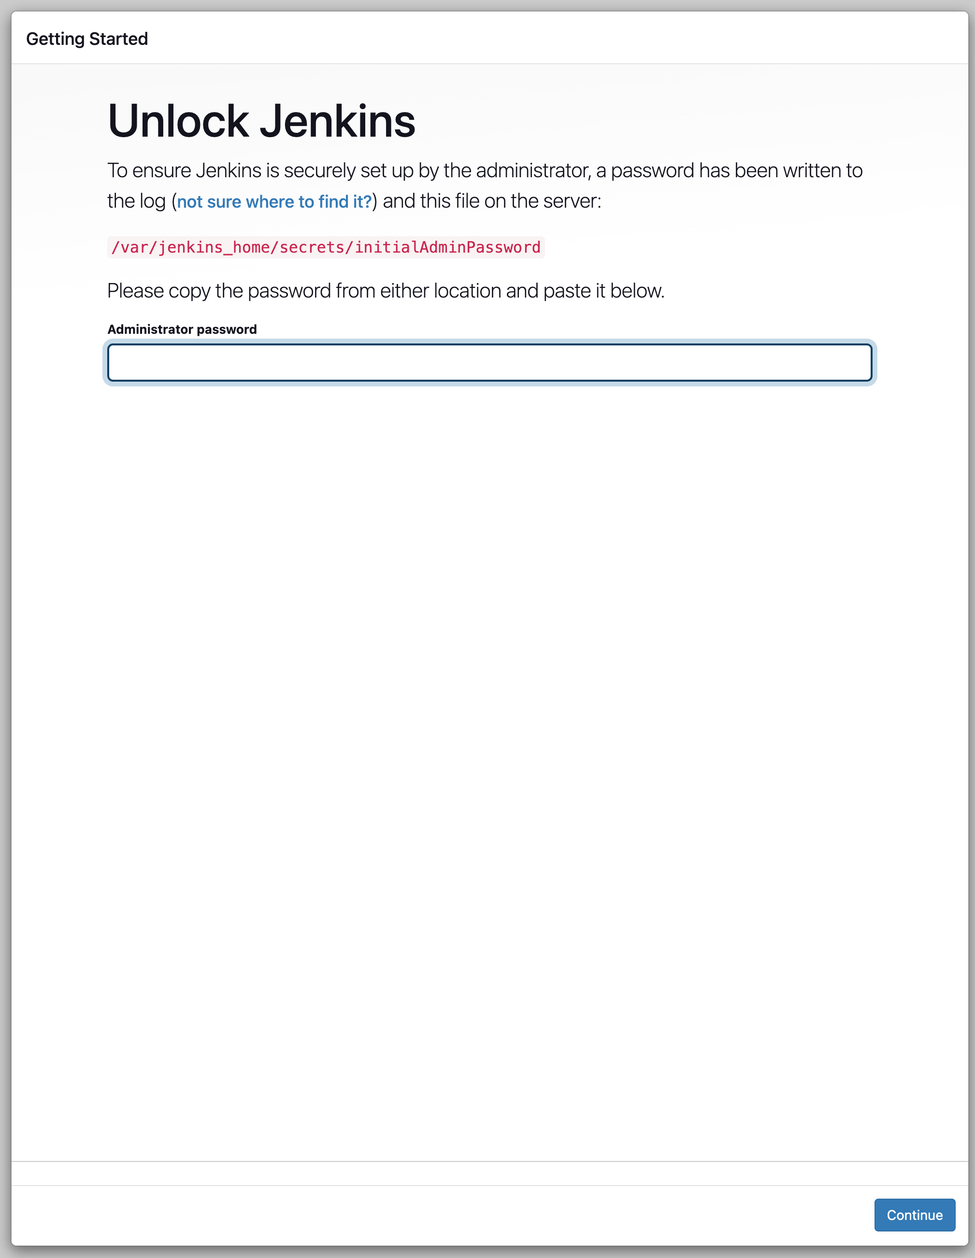 Getting Started
Unlock Jenkins
To ensure Jenkins is securely set up by the administrator, a password has been written to
the log (not sure where to find it?) and this file on the server:
/var/jenkins_home/secrets/initialAdminPassword
Please copy the password from either location and paste it below.
Administrator password
Continue